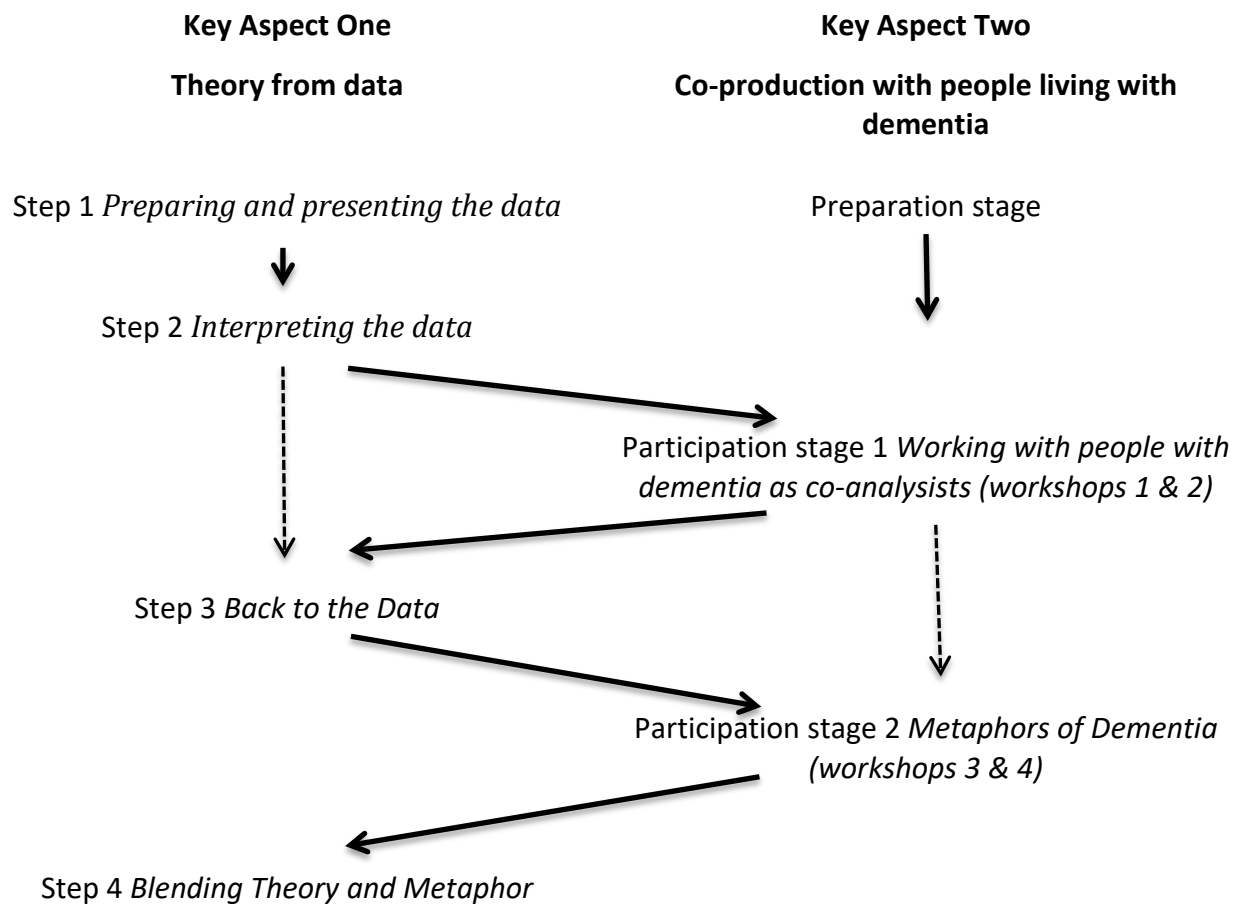 Key Aspect One
Theory from data
Key Aspect Two
Co-production with people living with
dementia
Step 1 Preparing and presenting the data
Preparation stage
Step 2 Interpreting the data
Participation stage 1 Working with people with
dementia as co-analysists (workshops 1 & 2)
Step 3 Back to the Data
Participation stage 2 Metaphors of Dementia
(workshops 3 & 4)
Step 4 Blending Theory and Metaphor